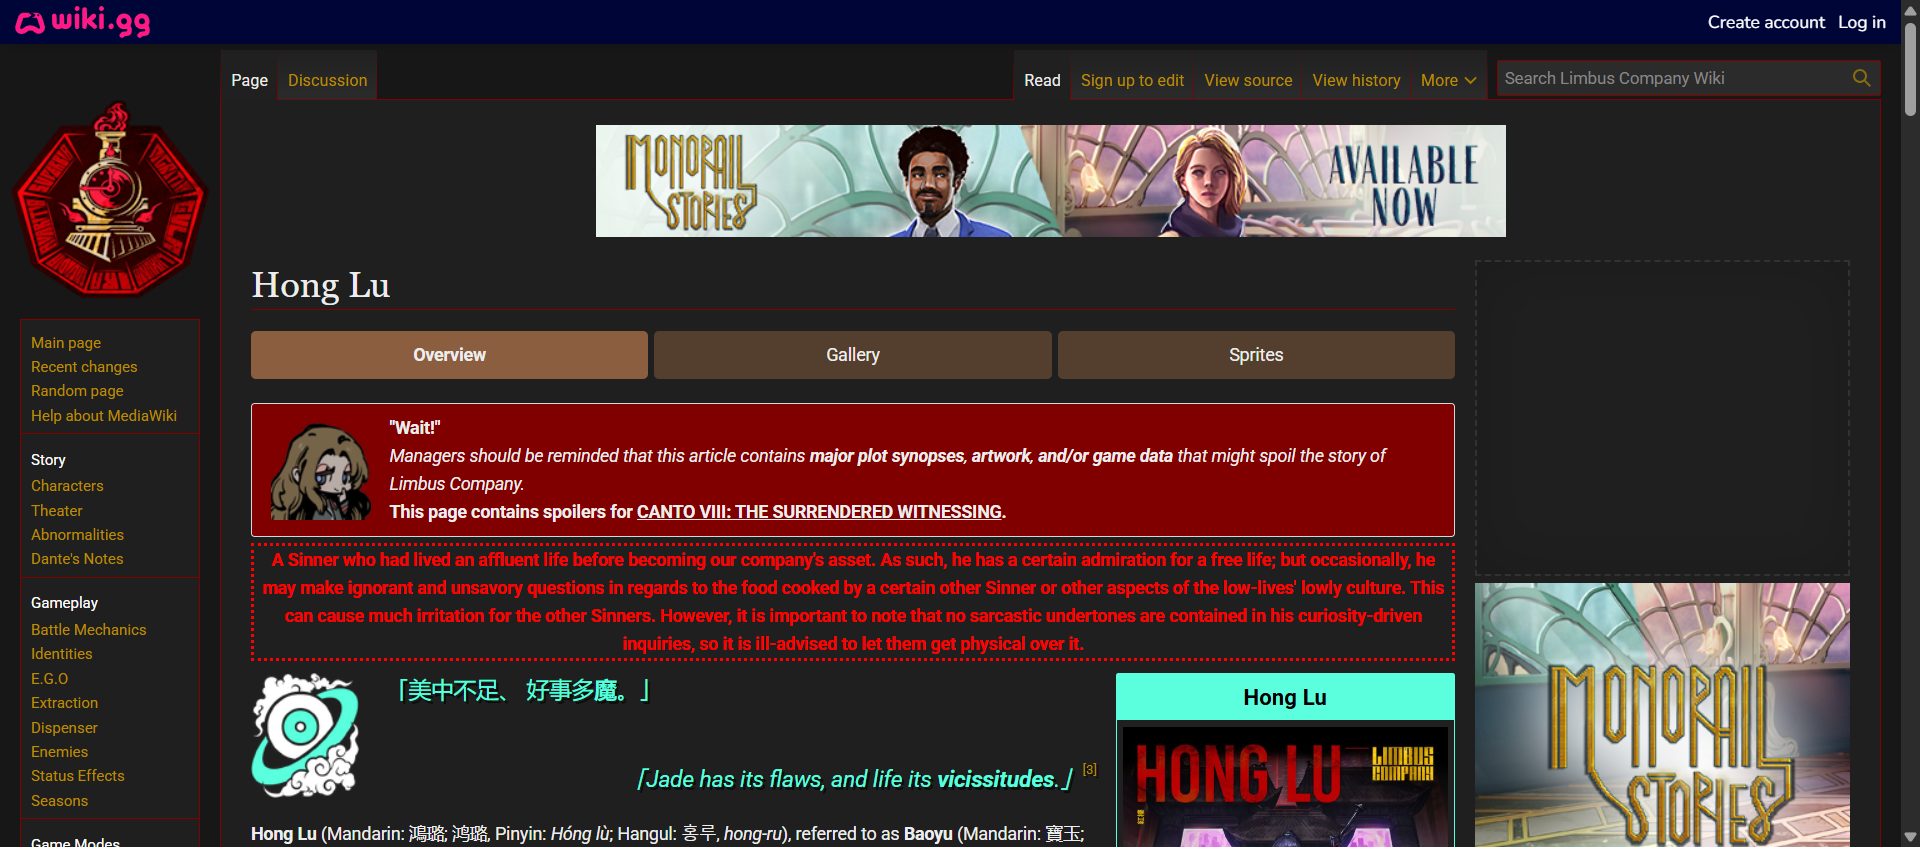 wiki.gg
Create account Log in
Page Discussion
Read Sign up to edit View source View history More
Search Limbus Company Wiki
MONORAIL STORIES
AVAILABLE NOW
Hong Lu
Overview
Gallery
Sprites
Main page
Recent changes
Random page
Help about MediaWiki
Story
Characters
Theater
Abnormalities
Dante's Notes
Gameplay
Battle Mechanics
Identities
E.G.O
Extraction
Dispenser
Enemies
Status Effects
Seasons
Game Modes
"Wait!"
Managers should be reminded that this article contains major plot synopses, artwork, and/or game data that might spoil the story of
Limbus Company.
This page contains spoilers for CANTO VIII: THE SURRENDERED WITNESSING.
A Sinner who had lived an affluent life before becoming our company's asset. As such, he has a certain admiration for a free life; but occasionally, he
may make ignorant and unsavory questions in regards to the food cooked by a certain other Sinner or other aspects of the low-lives' lowly culture. This
can cause much irritation for the other Sinners. However, it is important to note that no sarcastic undertones are contained in his curiosity-driven
inquiries, so it is ill-advised to let them get physical over it.
「美中不足、 好事多魔。」
「Jade has its flaws, and life its vicissitudes.」 [3]
Hong Lu (Mandarin: 鴻璐; 鸿璐, Pinyin: Hóng lù; Hangul: 홍루, hong-ru), referred to as Baoyu (Mandarin: 寶玉;
Hong Lu
HONG LU
LIMBUS COMPANY
MONORAIL
STORIES